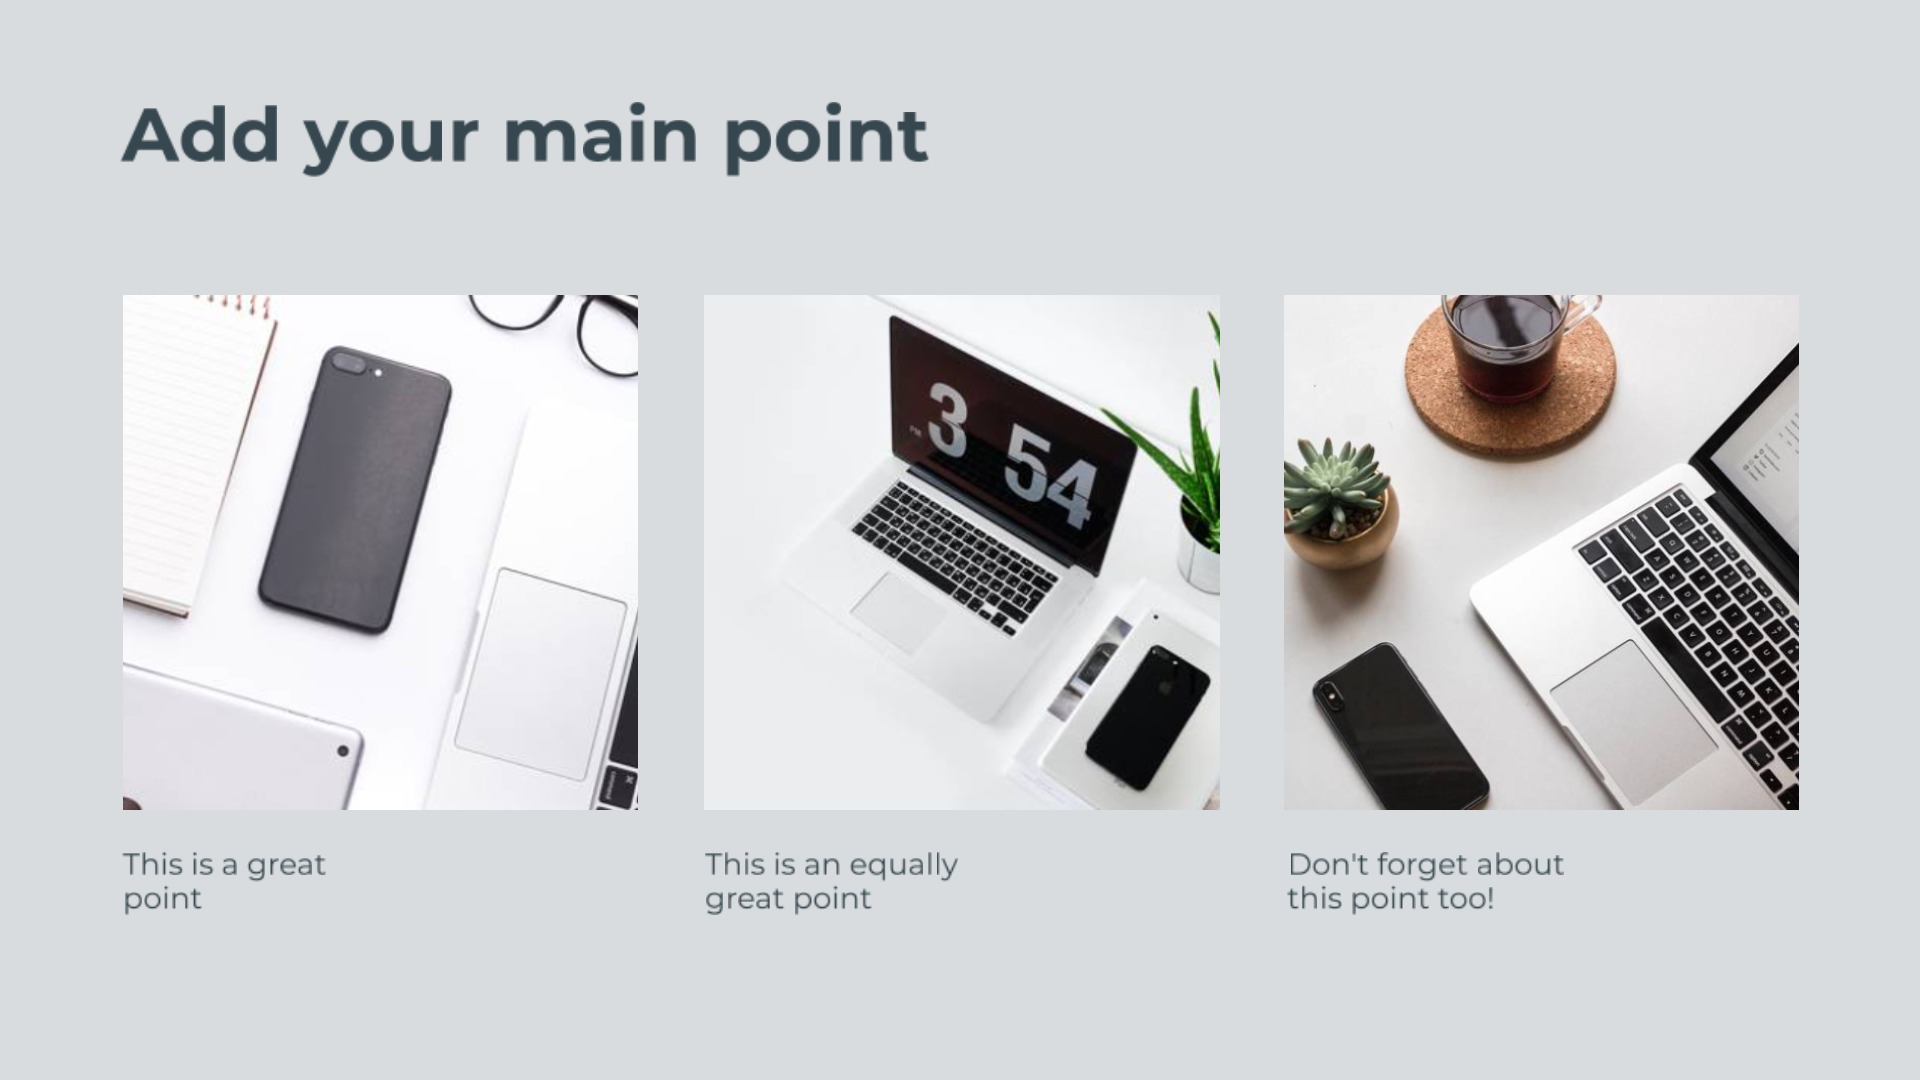 Add your main point
PM 3 54
This is a great
point
This is an equally
great point
Don't forget about
this point too!